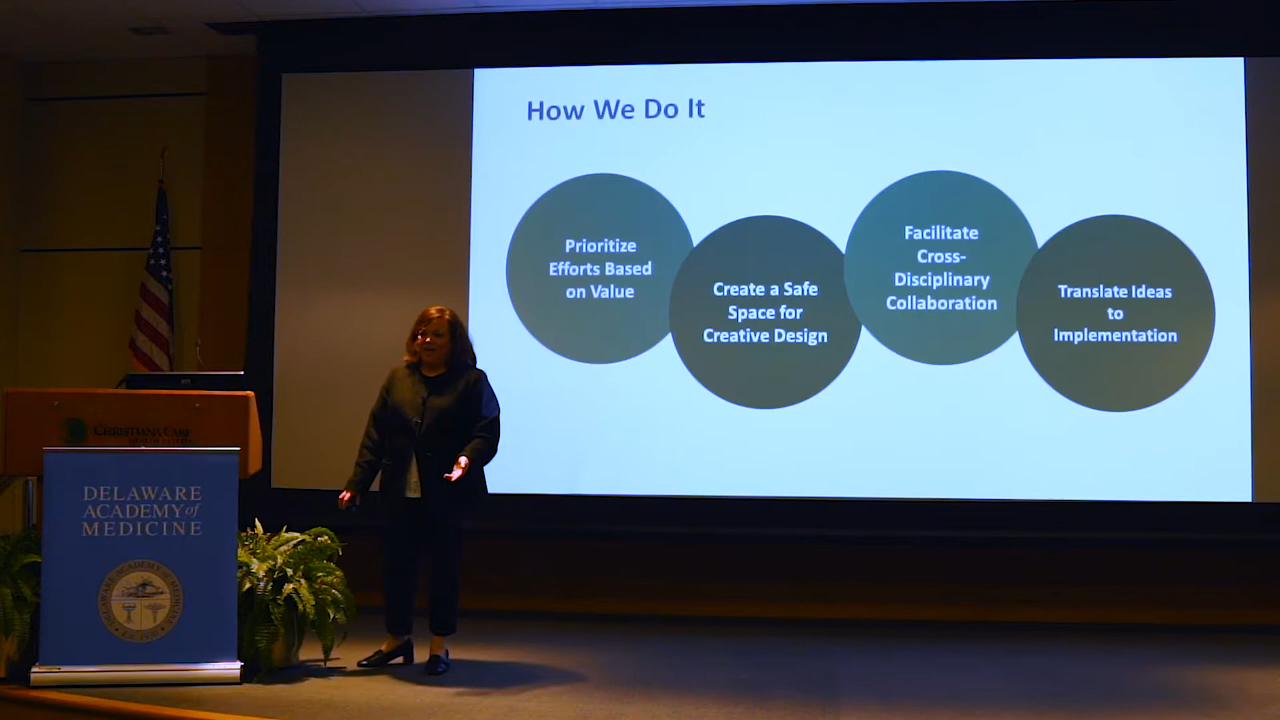 How We Do It
Prioritize
Efforts Based
on Value
Create a Safe
Space for
Creative Design
Facilitate
Cross-
Disciplinary
Collaboration
Translate Ideas
to
Implementation
CHRISTIANA CARE
DELAWARE
ACADEMY of
MEDICINE